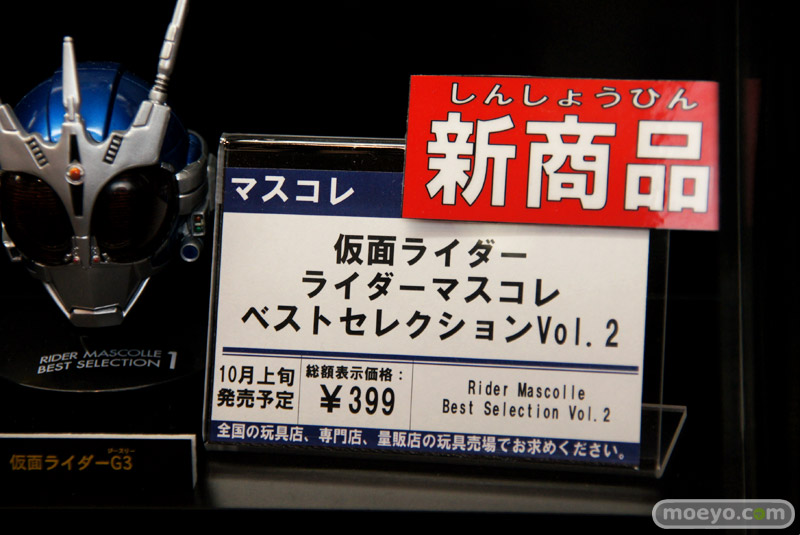 しんしょうひん
新商品
マスコレ
仮面ライダー
ライダーマスコレ
ベストセレクションVol.2
10月上旬
発売予定
総額表示価格：
￥399
Rider Mascolle
Best Selection Vol.2
全国の玩具店、専門店、量販店の玩具売場でお求めください。
RIDER MASCOLLE
BEST SELECTION 1
仮面ライダーG3
moeyo.com